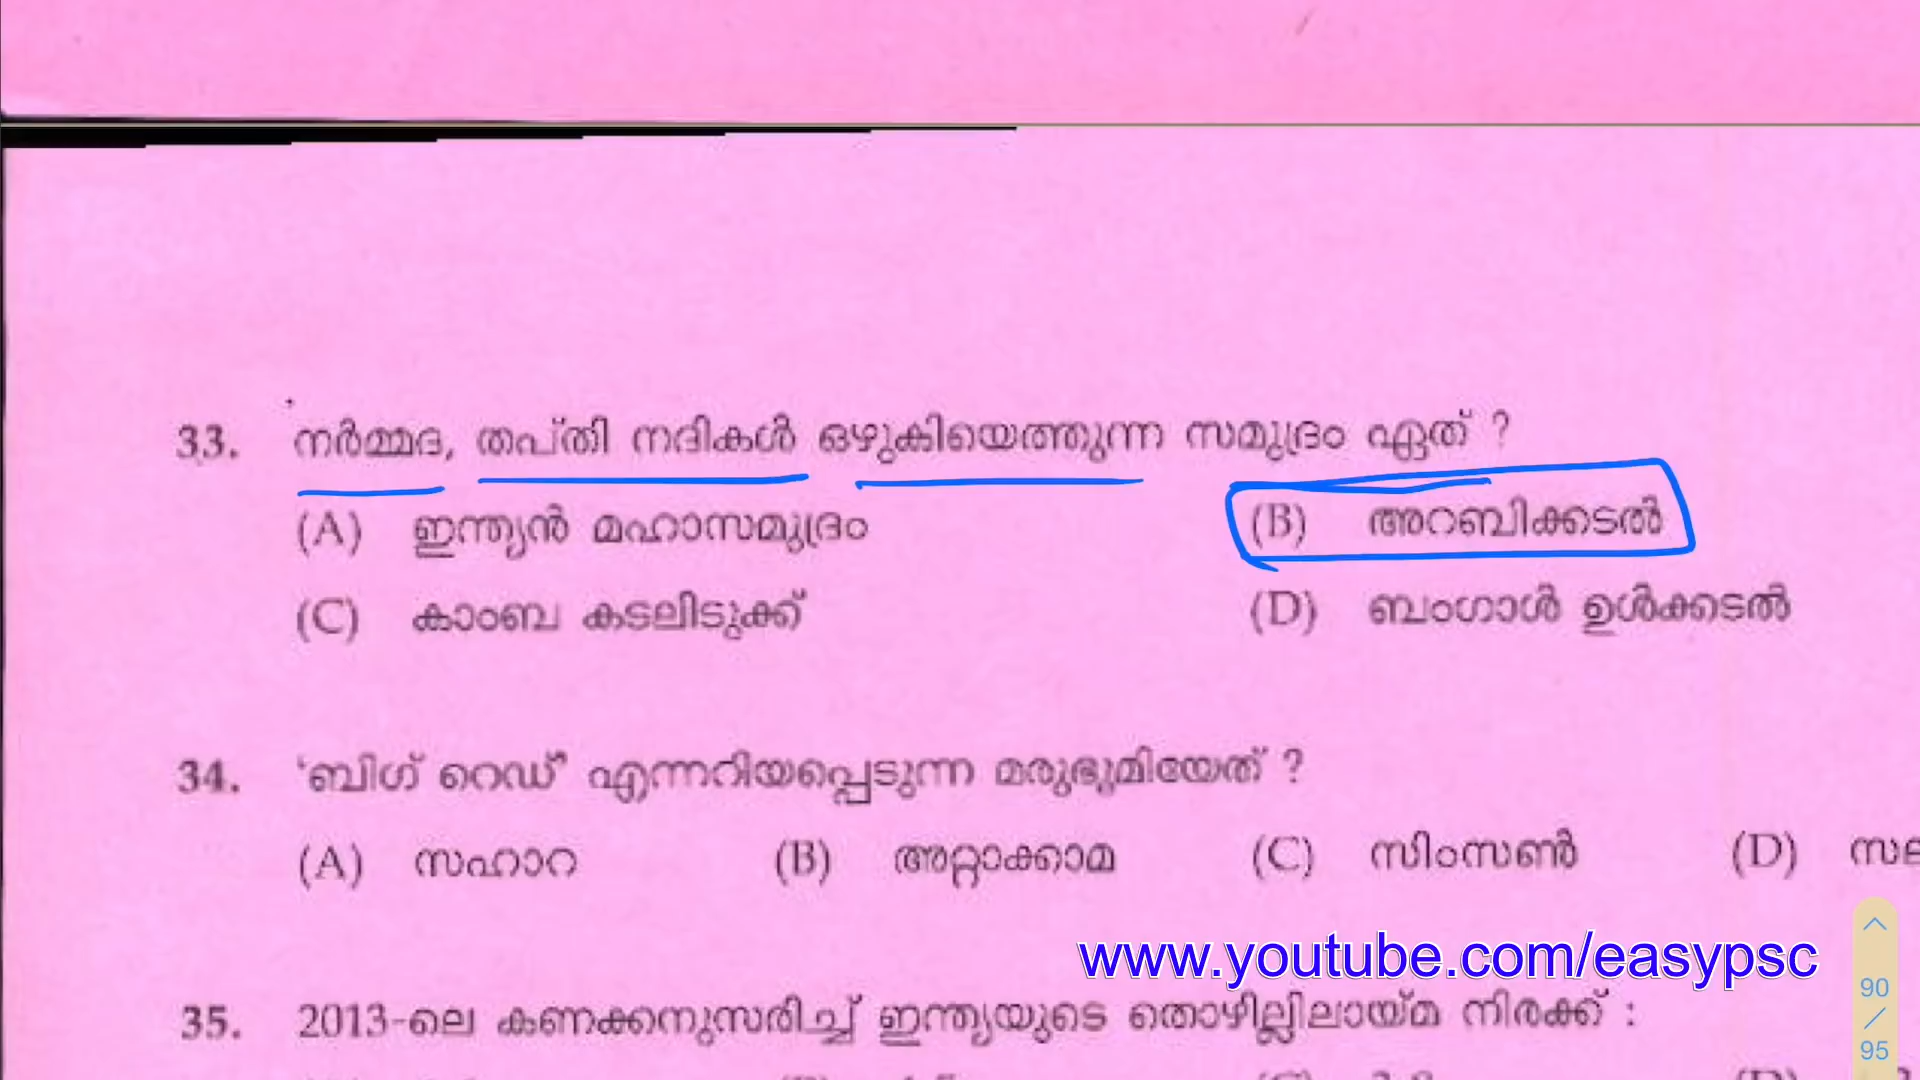 33. നർമ്മദ, തപ്തി നദികൾ ഒഴുകിയെത്തുന്ന സമുദ്രം ഏത് ?
(A) ഇന്ത്യൻ മഹാസമുദ്രം (B) അറബിക്കടൽ
(C) കാംബ കടലിടുക്ക് (D) ബംഗാൾ ഉൾക്കടൽ
34. 'ബിഗ് റെഡ്' എന്നറിയപ്പെടുന്ന മരുഭൂമിയേത് ?
(A) സഹാറ (B) അറ്റാക്കാമ (C) സിംസൺ (D)
www.youtube.com/easypsc
35. 2013-ലെ കണക്കനുസരിച്ച് ഇന്ത്യയുടെ തൊഴില്ലില്ലായ്മ നിരക്ക് :
90
/
95